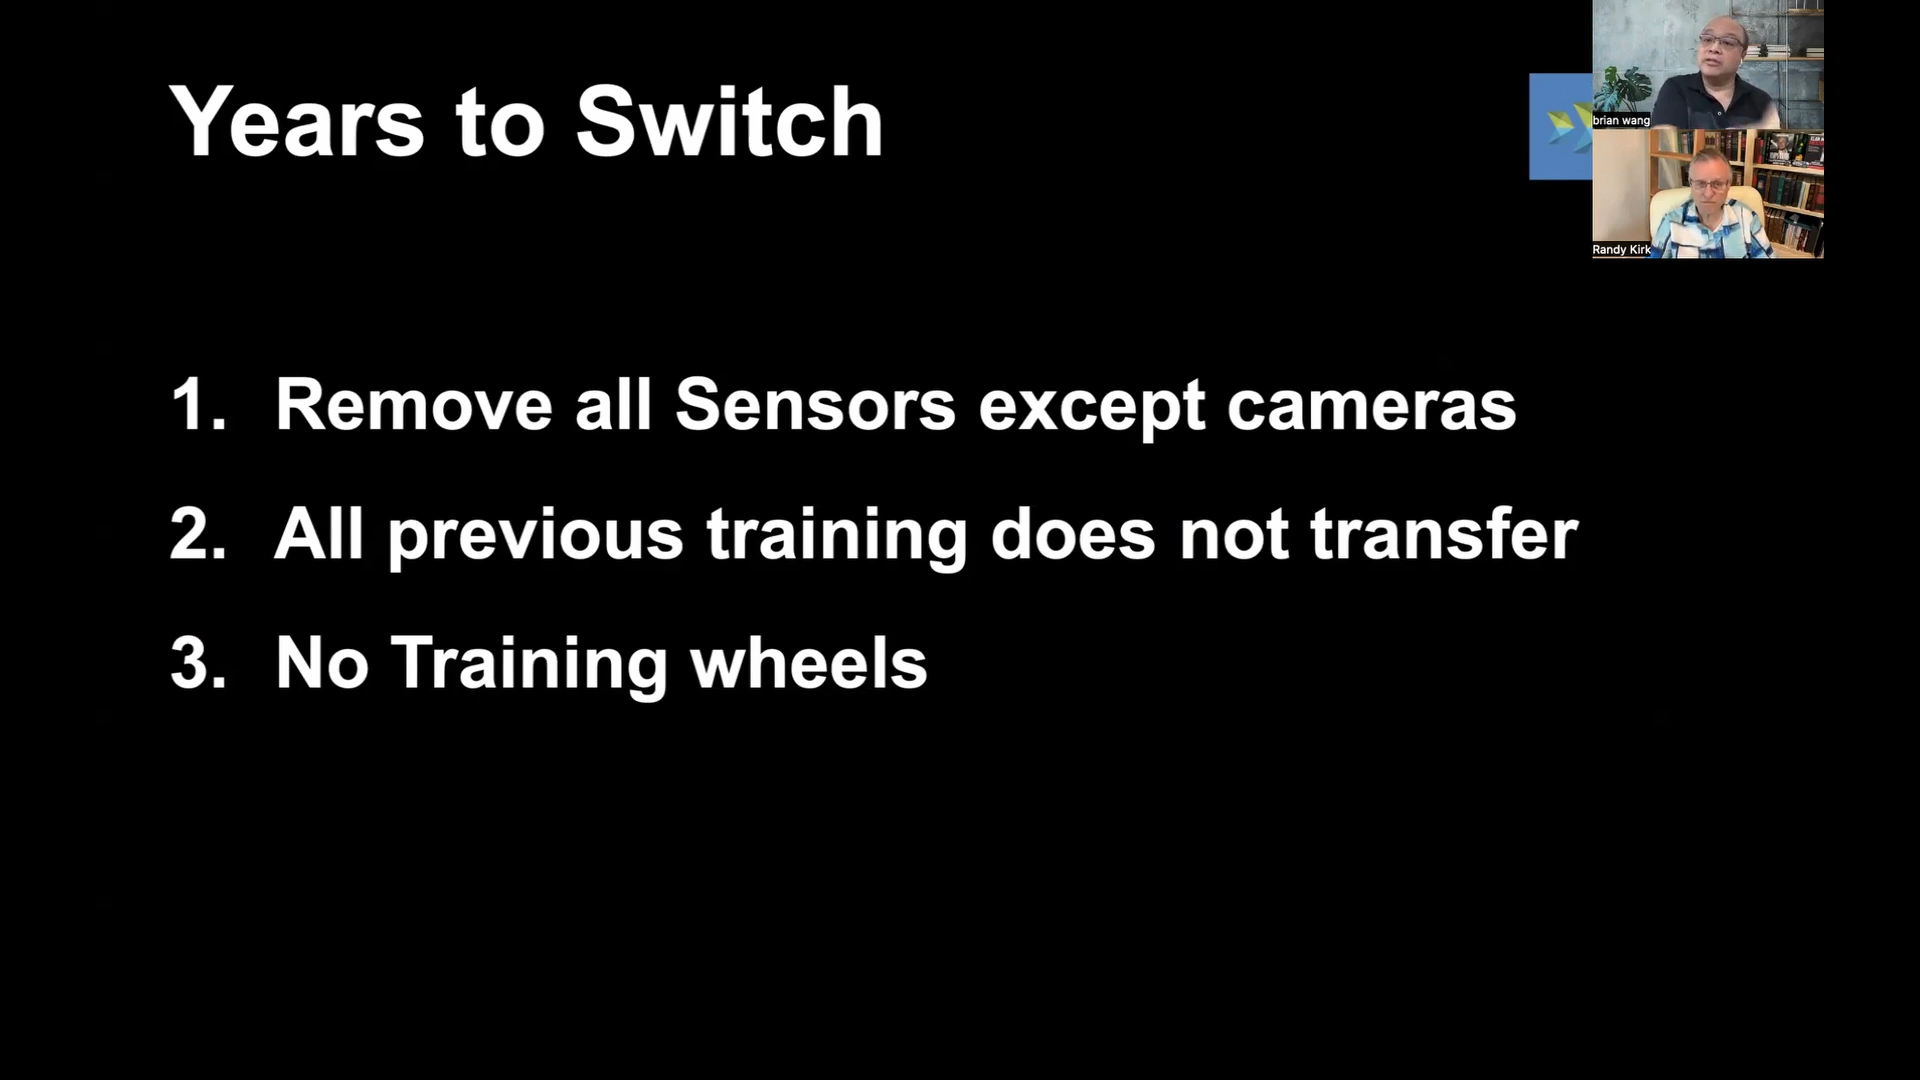 Years to Switch
brian wang
Randy Kirk
1. Remove all Sensors except cameras
2. All previous training does not transfer
3. No Training wheels